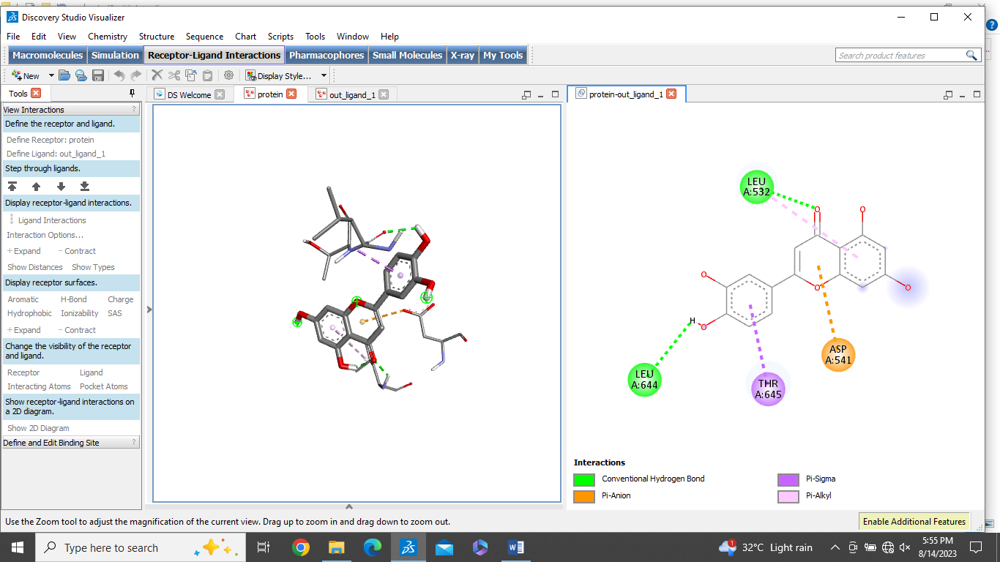 Discovery Studio Visualizer
File Edit View Chemistry Structure Sequence Chart Scripts Tools Window Help
Macromolecules Simulation Receptor-Ligand Interactions Pharmacophores Small Molecules X-ray My Tools
Search product features
New Display Style...
Tools
DS Welcome protein out_ligand_1
protein-out_ligand_1
View Interactions ?
Define the receptor and ligand.
Define Receptor: protein
Define Ligand: out_ligand_1
Step through ligands.
Display receptor-ligand interactions.
Ligand Interactions
Interaction Options...
+ Expand - Contract
Show Distances Show Types
Display receptor surfaces.
Aromatic H-Bond Charge
Hydrophobic Ionizability SAS
+ Expand - Contract
Change the visibility of the receptor
and ligand.
Receptor Ligand
Interacting Atoms Pocket Atoms
Show receptor-ligand interactions on
a 2D diagram.
Show 2D Diagram
Define and Edit Binding Site ?
LEU
A:532
O O
O
O O
H
O
ASP
A:541
LEU
A:644
THR
A:645
Interactions
Conventional Hydrogen Bond
Pi-Anion
Pi-Sigma
Pi-Alkyl
Use the Zoom tool to adjust the magnification of the current view. Drag up to zoom in and drag down to zoom out.
Enable Additional Features
Type here to search
1
32°C Light rain
5:55 PM
8/14/2023